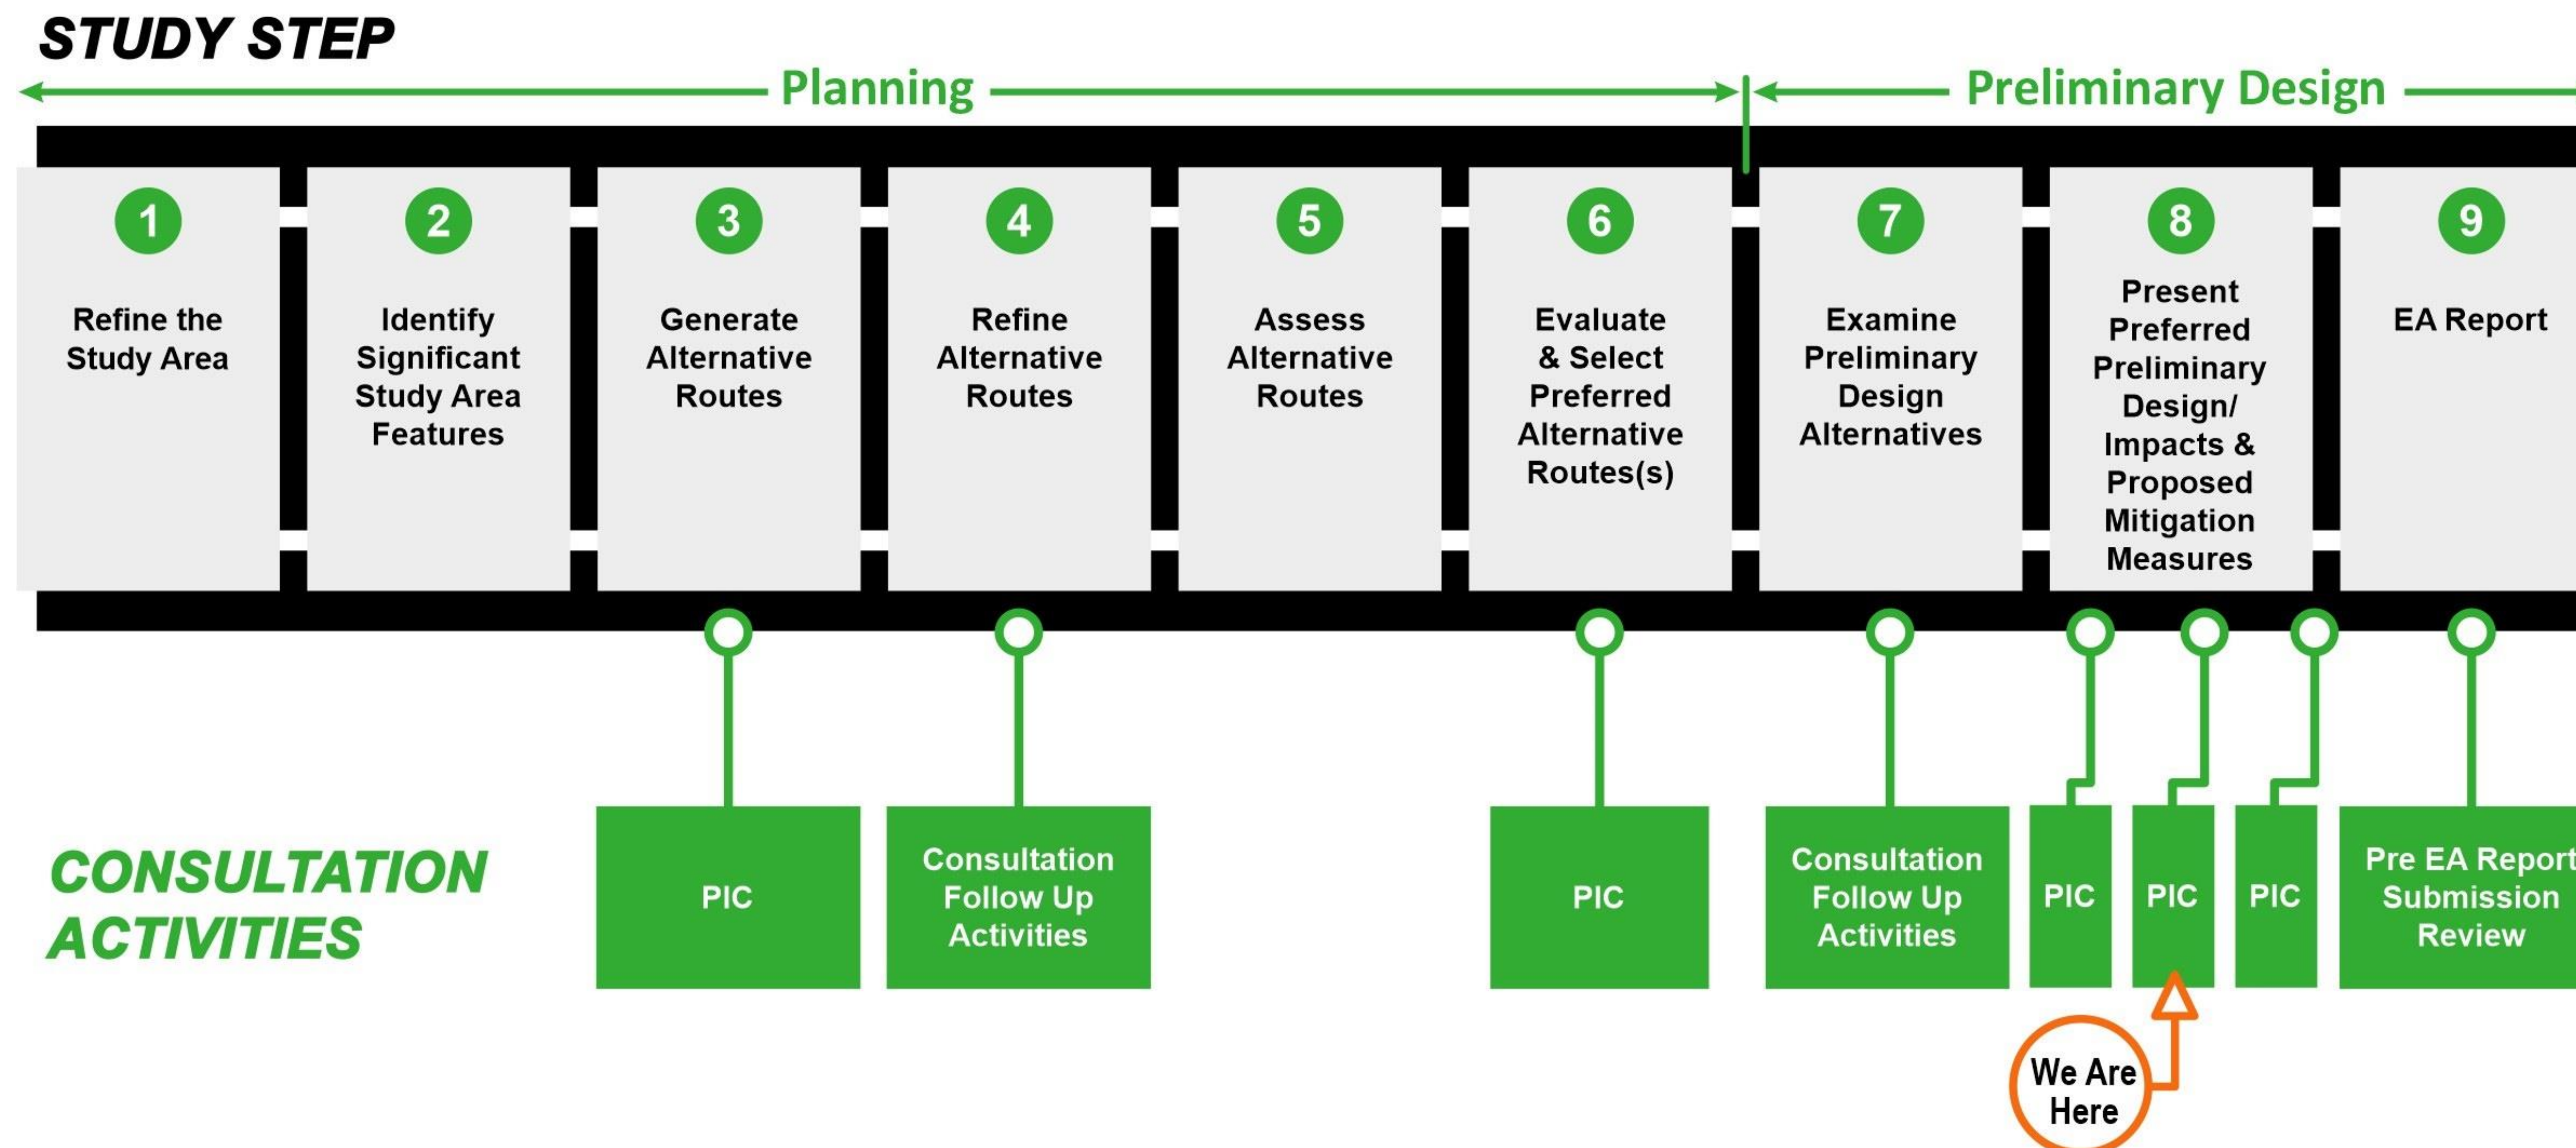 STUDY STEP
Planning
Preliminary Design
1
Refine the
Study Area
2
Identify
Significant
Study Area
Features
3
Generate
Alternative
Routes
4
Refine
Alternative
Routes
5
Assess
Alternative
Routes
6
Evaluate
& Select
Preferred
Alternative
Routes(s)
7
Examine
Preliminary
Design
Alternatives
8
Present
Preferred
Preliminary
Design/
Impacts &
Proposed
Mitigation
Measures
9
EA Report
CONSULTATION
ACTIVITIES
PIC
Consultation
Follow Up
Activities
PIC
Consultation
Follow Up
Activities
PIC
PIC
PIC
Pre EA Report
Submission
Review
We Are
Here